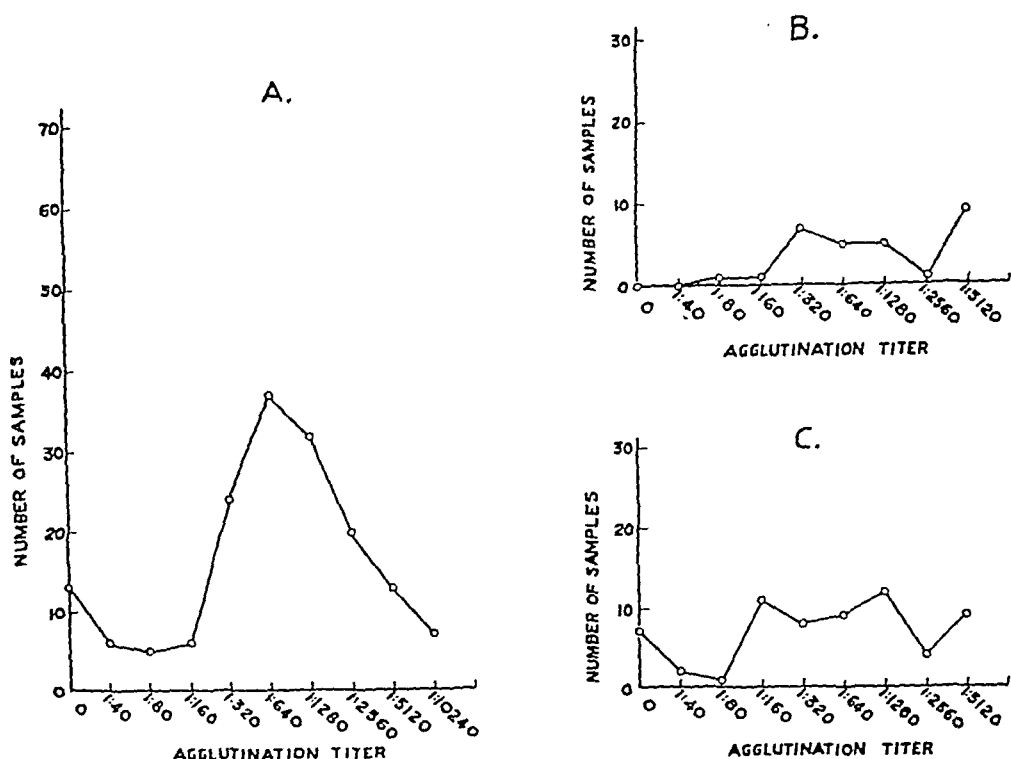 A.
70
60
50
40
30
20
10
0
NUMBER OF SAMPLES
0 1:40 1:80 1:160 1:320 1:640 1:1280 1:2560 1:5120 1:10240
AGGLUTINATION TITER
B.
30
20
10
0
NUMBER OF SAMPLES
0 1:40 1:80 1:160 1:320 1:640 1:1280 1:2560 1:5120
AGGLUTINATION TITER
C.
30
20
10
0
NUMBER OF SAMPLES
0 1:40 1:80 1:160 1:320 1:640 1:1280 1:2560 1:5120
AGGLUTINATION TITER